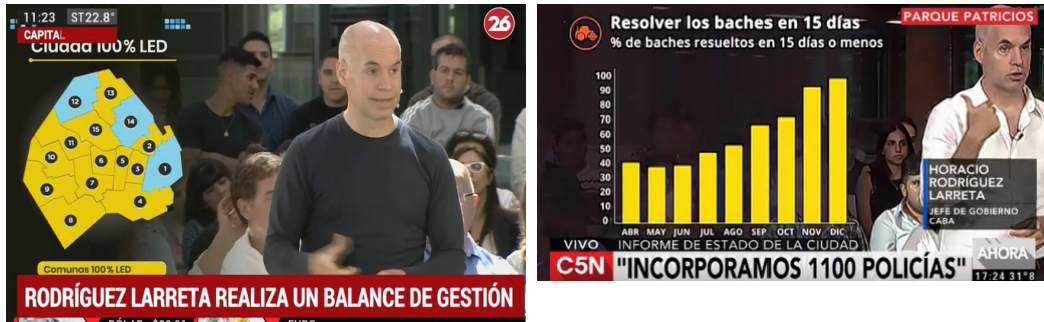 11:23 ST22.8°
CAPITAL
Ciudad 100% LED
26
12
13
14
15
11
2
10
6
5
3
1
9
7
4
8
Comunas 100% LED
RODRÍGUEZ LARRETA REALIZA UN BALANCE DE GESTIÓN
EURO
Resolver los baches en 15 días
% de baches resueltos en 15 días o menos
PARQUE PATRICIOS
100
90
80
70
60
50
40
30
20
10
0
ABR MAY JUN JUL AGO SEP OCT NOV DIC
HORACIO
RODRÍGUEZ
LARRETA
JEFE DE GOBIERNO
CABA
VIVO INFORME DE ESTADO DE LA CIUDAD
C5N "INCORPORAMOS 1100 POLICÍAS"
AHORA
17:24 31°8